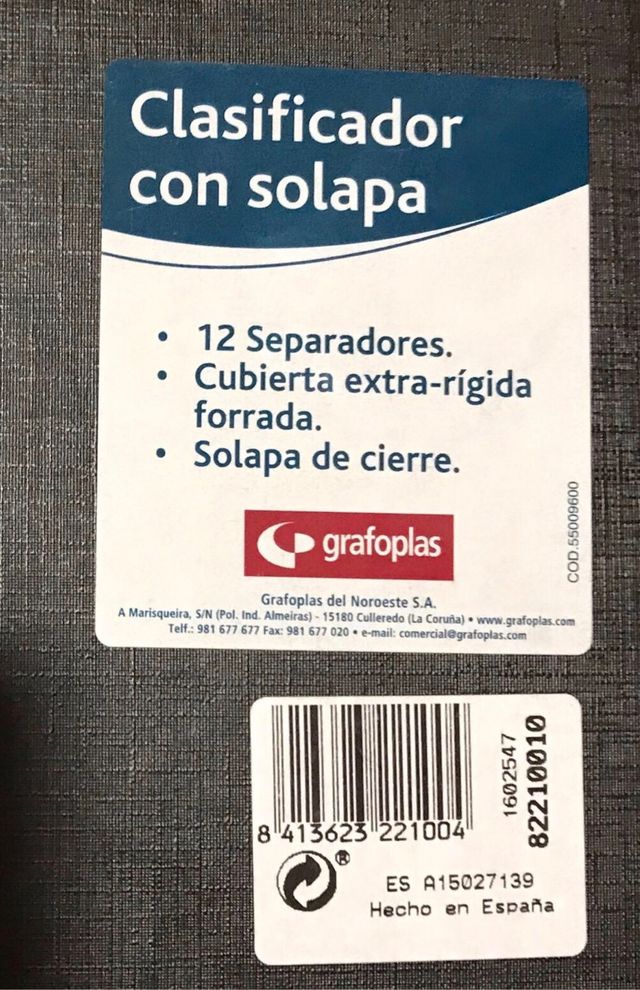 Clasificador
con solapa
• 12 Separadores.
• Cubierta extra-rígida
forrada.
• Solapa de cierre.
grafoplas
COD.55009600
Grafoplas del Noroeste S.A.
A Marisqueira, S/N (Pol. Ind. Almeiras) - 15180 Culleredo (La Coruña) • www.grafoplas.com
Telf.: 981 677 677 Fax: 981 677 020 • e-mail: comercial@grafoplas.com
8 413623 221004
1602547
82210010
®
ES A15027139
Hecho en España